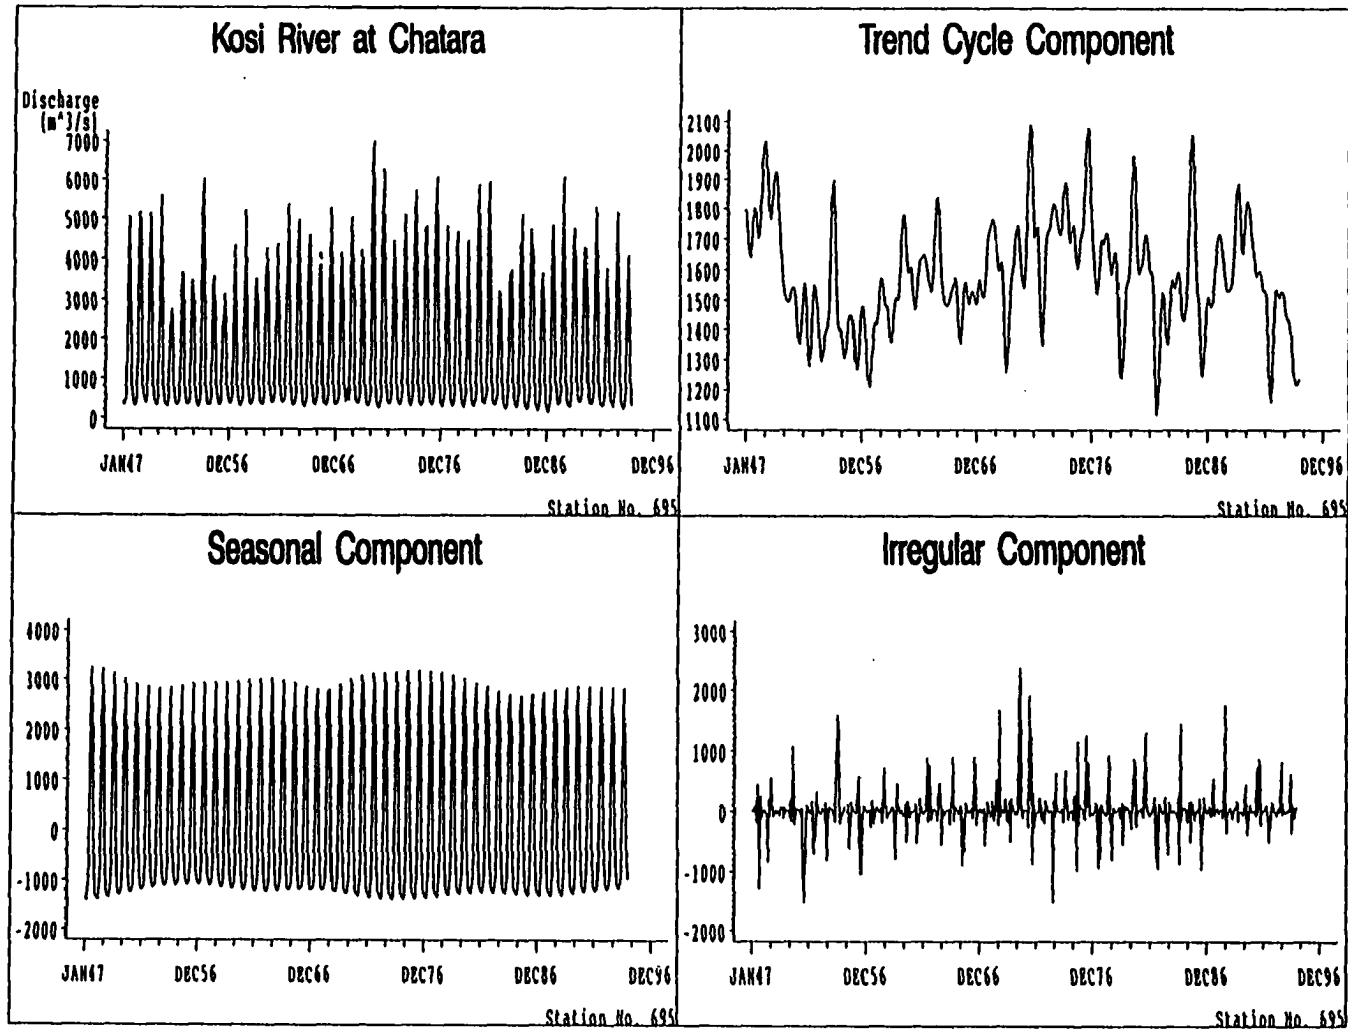 Kosi River at Chatara
Discharge
(m^3/s)
7000
6000
5000
4000
3000
2000
1000
0
JAN47 DEC56 DEC66 DEC76 DEC86 DEC96
Station No. 695
Trend Cycle Component
2100
2000
1900
1800
1700
1600
1500
1400
1300
1200
1100
JAN47 DEC56 DEC66 DEC76 DEC86 DEC96
Station No. 695
Seasonal Component
4000
3000
2000
1000
0
-1000
-2000
JAN47 DEC56 DEC66 DEC76 DEC86 DEC96
Station No. 695
Irregular Component
3000
2000
1000
0
-1000
-2000
JAN47 DEC56 DEC66 DEC76 DEC86 DEC96
Station No. 695